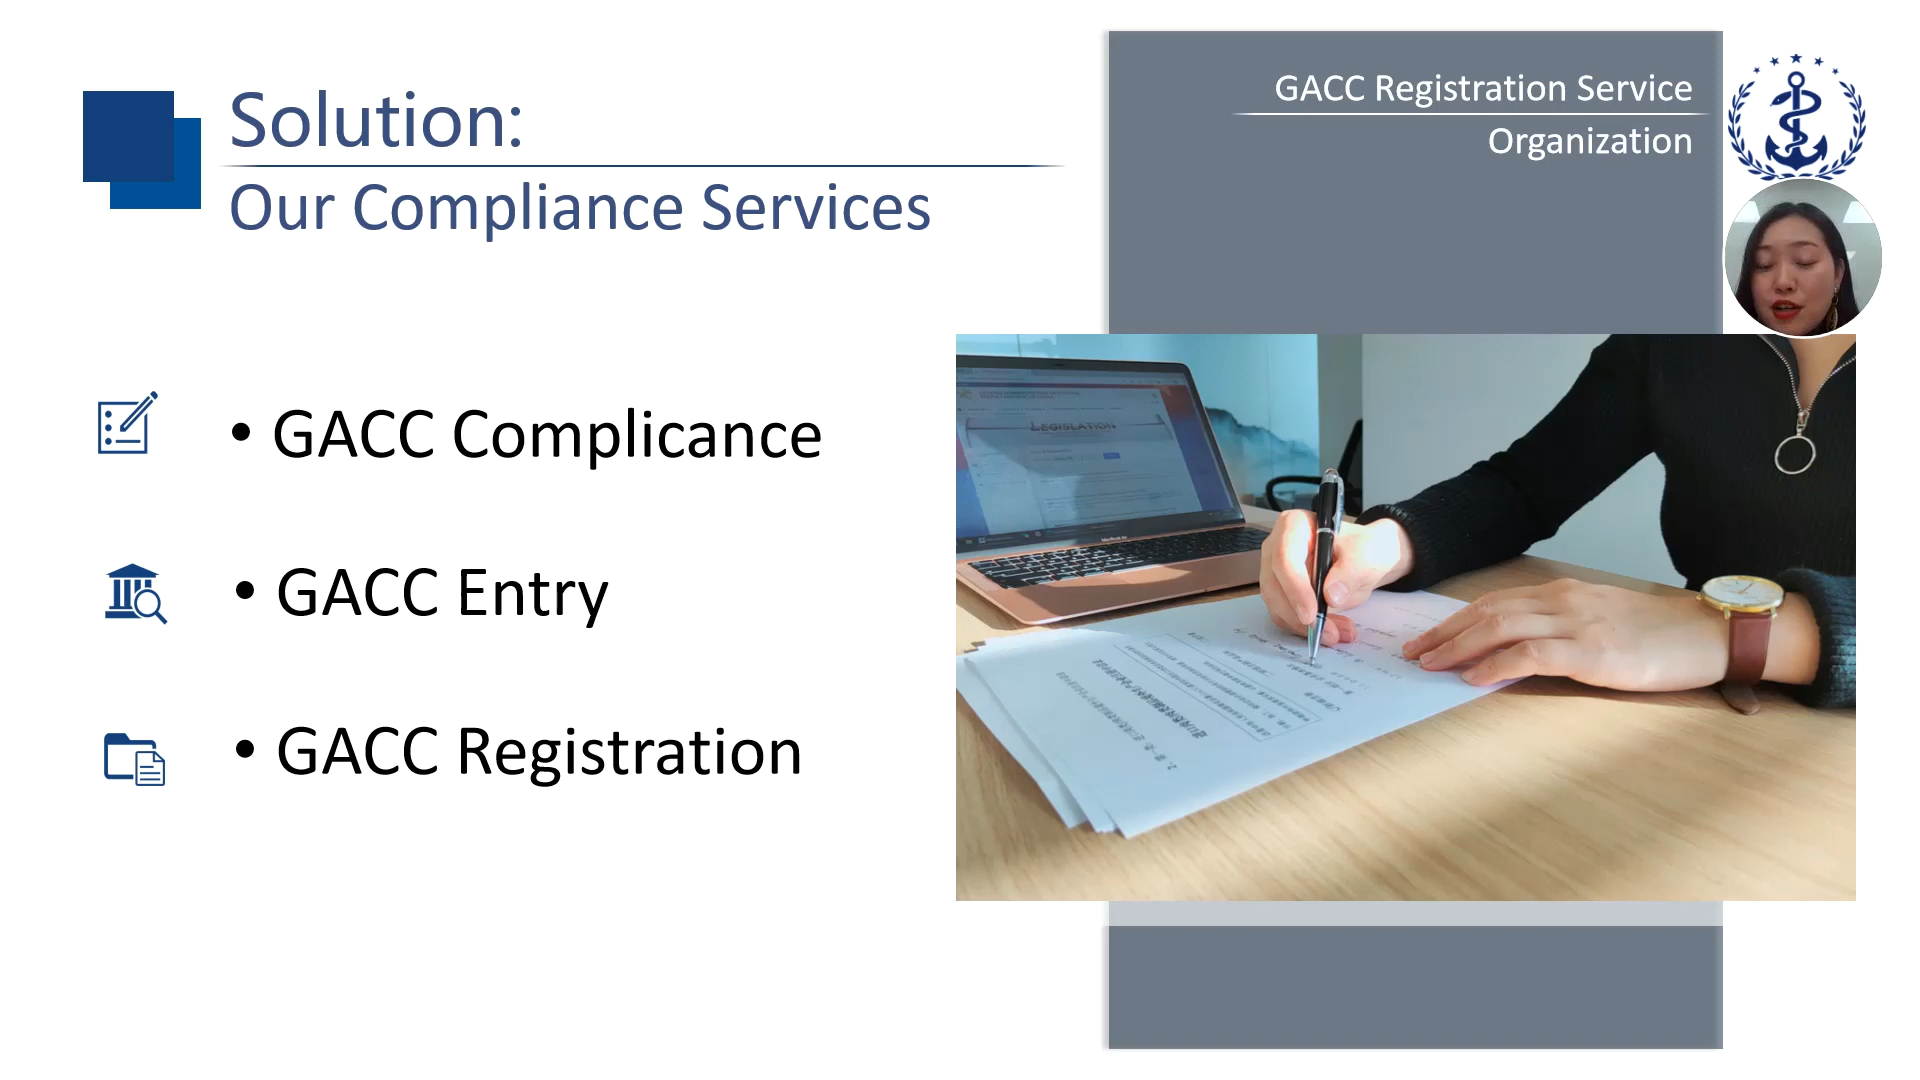 Solution:
Our Compliance Services
GACC Registration Service
Organization
• GACC Complicance
• GACC Entry
• GACC Registration
LEGISLATION